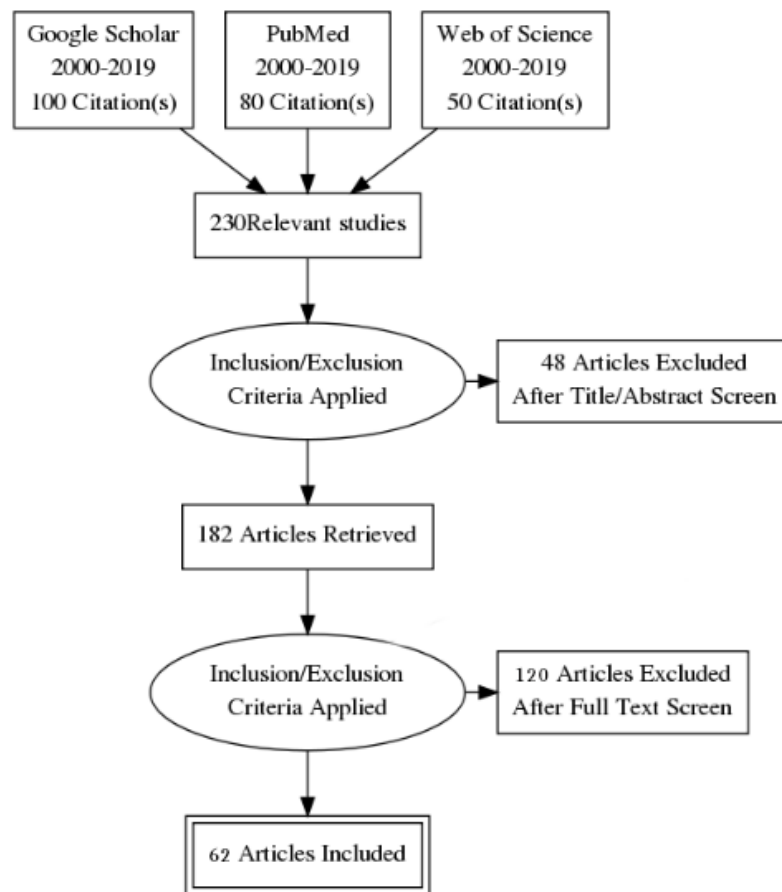 Google Scholar
2000-2019
100 Citation(s)
PubMed
2000-2019
80 Citation(s)
Web of Science
2000-2019
50 Citation(s)
230Relevant studies
Inclusion/Exclusion
Criteria Applied
48 Articles Excluded
After Title/Abstract Screen
182 Articles Retrieved
Inclusion/Exclusion
Criteria Applied
120 Articles Excluded
After Full Text Screen
62 Articles Included